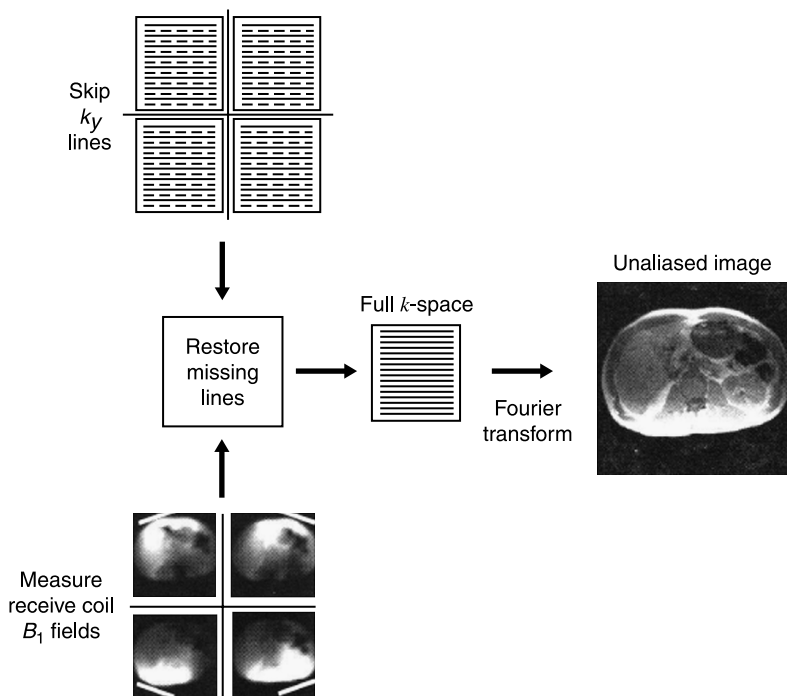 Skip
ky
lines
Unaliased image
Full k-space
Restore
missing
lines
Fourier
transform
Measure
receive coil
B1 fields